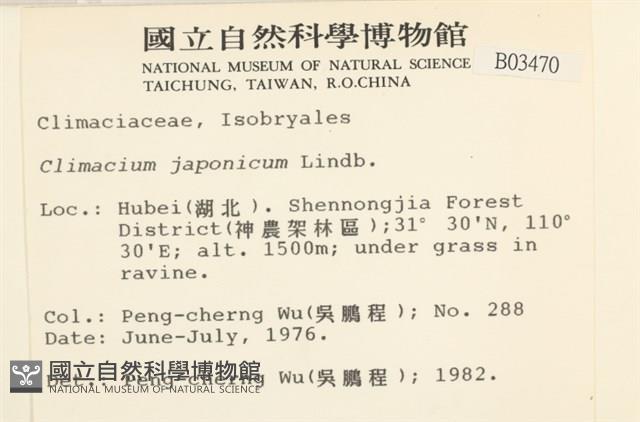 國立自然科學博物館
NATIONAL MUSEUM OF NATURAL SCIENCE
TAICHUNG, TAIWAN, R.O.CHINA
B03470
Climaciaceae, Isobryales
Climacium japonicum Lindb.
Loc.: Hubei(湖北). Shennongjia Forest
District(神農架林區);31° 30'N, 110°
30'E; alt. 1500m; under grass in
ravine.
Col.: Peng-cherng Wu(吳鵬程); No. 288
Date: June-July, 1976.
Det.: Peng-cherng Wu(吳鵬程); 1982.
國立自然科學博物館
NATIONAL MUSEUM OF NATURAL SCIENCE